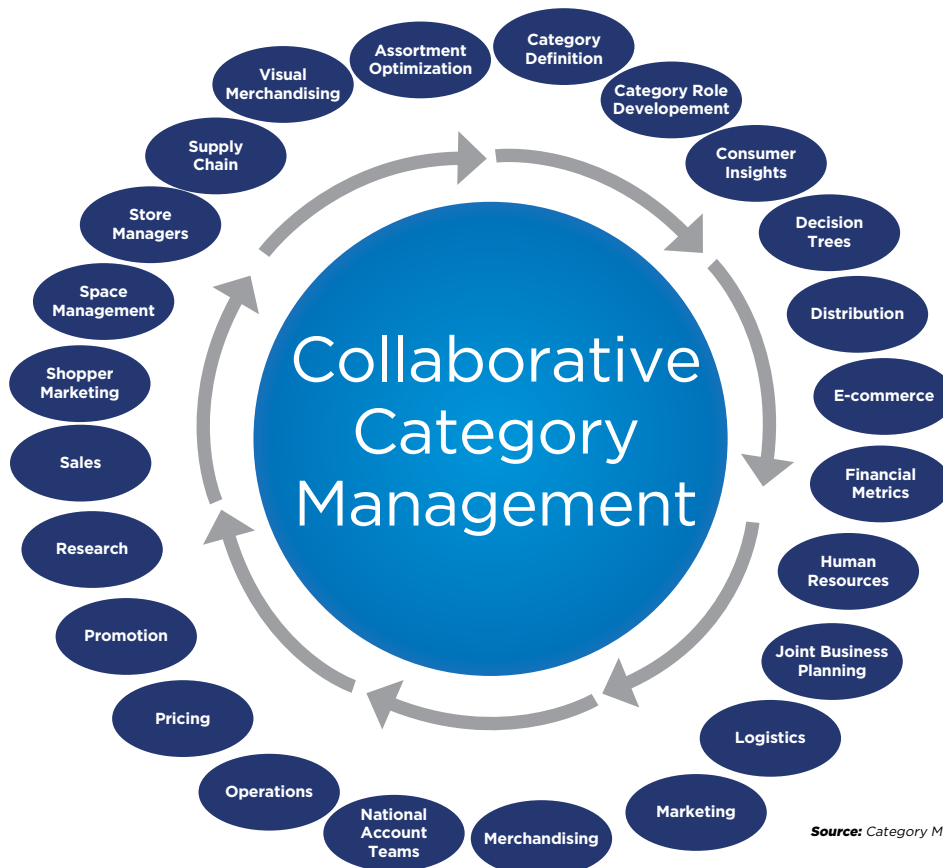 Assortment
Optimization
Category
Definition
Category Role
Developement
Consumer
Insights
Decision
Trees
Distribution
E-commerce
Financial
Metrics
Human
Resources
Joint Business
Planning
Logistics
Marketing
Merchandising
National
Account
Teams
Operations
Pricing
Promotion
Research
Sales
Shopper
Marketing
Space
Management
Store
Managers
Supply
Chain
Visual
Merchandising
Collaborative
Category
Management
Source: Category M